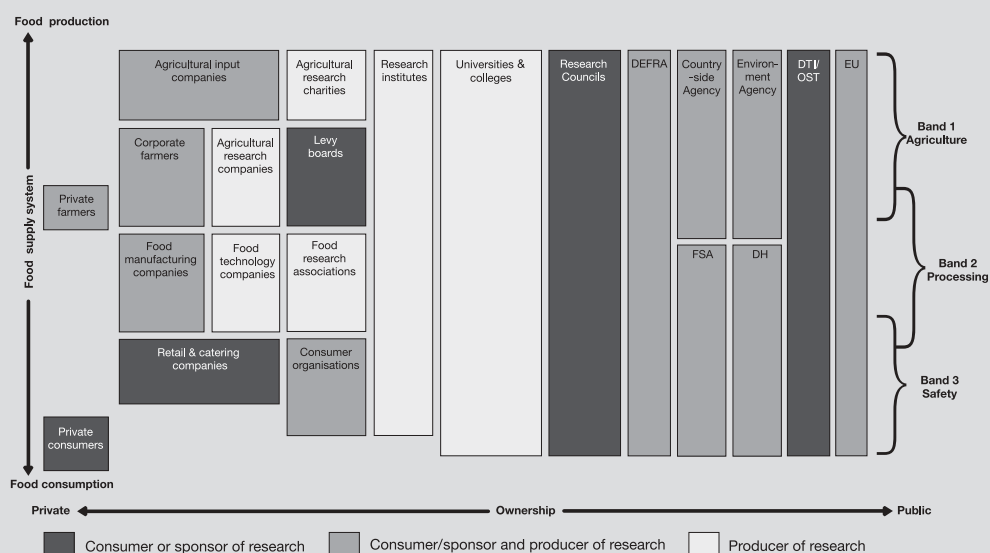 Food production
Agricultural input
companies
Agricultural
research
charities
Research
institutes
Universities &
colleges
Research
Councils
DEFRA
Country
-side
Agency
Environ-
ment
Agency
DTI/
OST
EU
Band 1
Agriculture
Corporate
farmers
Agricultural
research
companies
Levy
boards
Private
farmers
Food supply system
Food
manufacturing
companies
Food
technology
companies
Food
research
associations
FSA
DH
Band 2
Processing
Retail & catering
companies
Consumer
organisations
Band 3
Safety
Private
consumers
Food consumption
Private
Ownership
Public
Consumer or sponsor of research
Consumer/sponsor and producer of research
Producer of research